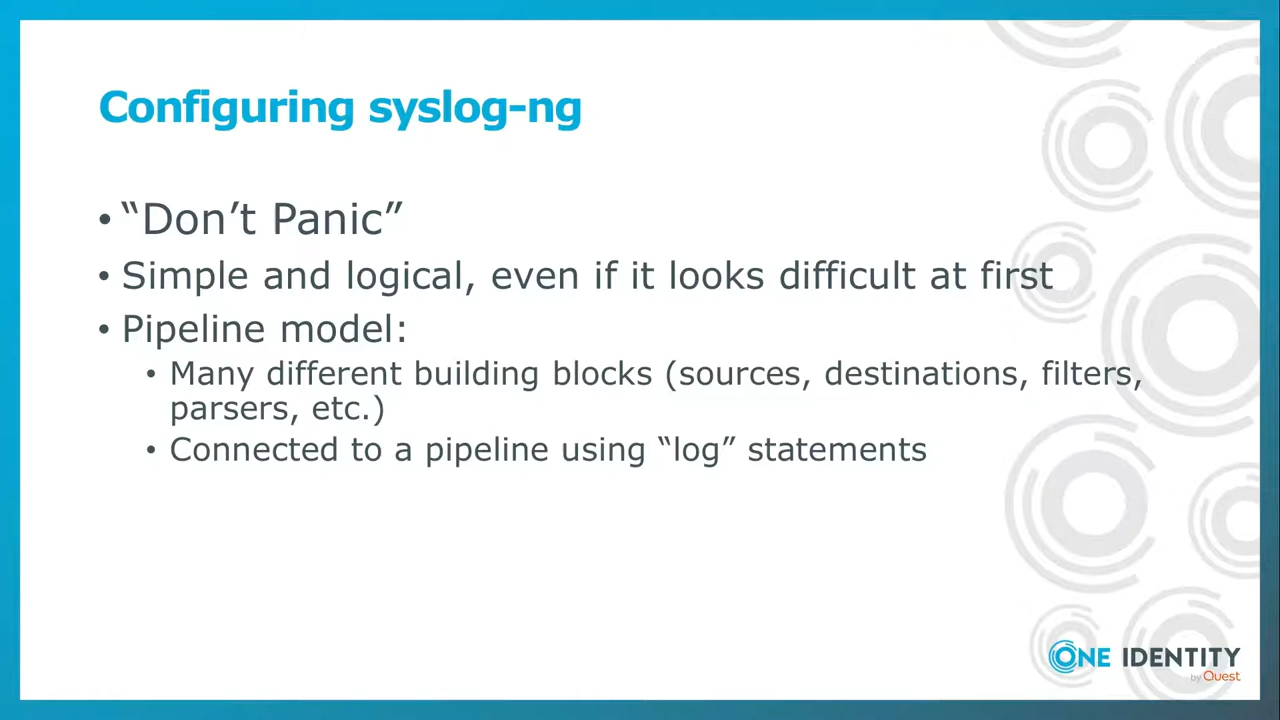 Configuring syslog-ng
• “Don’t Panic”
• Simple and logical, even if it looks difficult at first
• Pipeline model:
• Many different building blocks (sources, destinations, filters,
parsers, etc.)
• Connected to a pipeline using “log” statements
ONE IDENTITY
by Quest